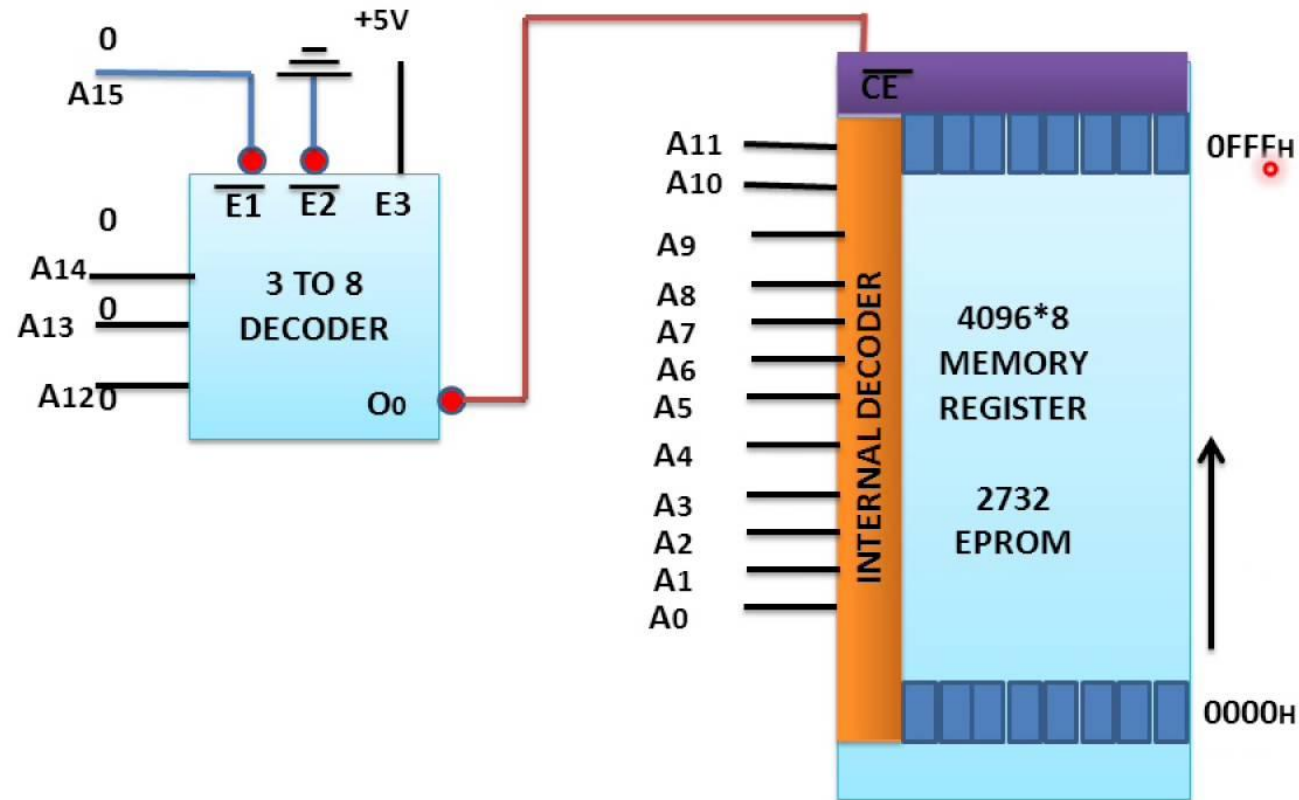 0
A15
+5V
E1 E2 E3
0
A14
0
A13
A12 0
3 TO 8
DECODER
O0
CE
A11
A10
A9
A8
A7
A6
A5
A4
A3
A2
A1
A0
INTERNAL DECODER
4096*8
MEMORY
REGISTER
2732
EPROM
0FFFH
0000H